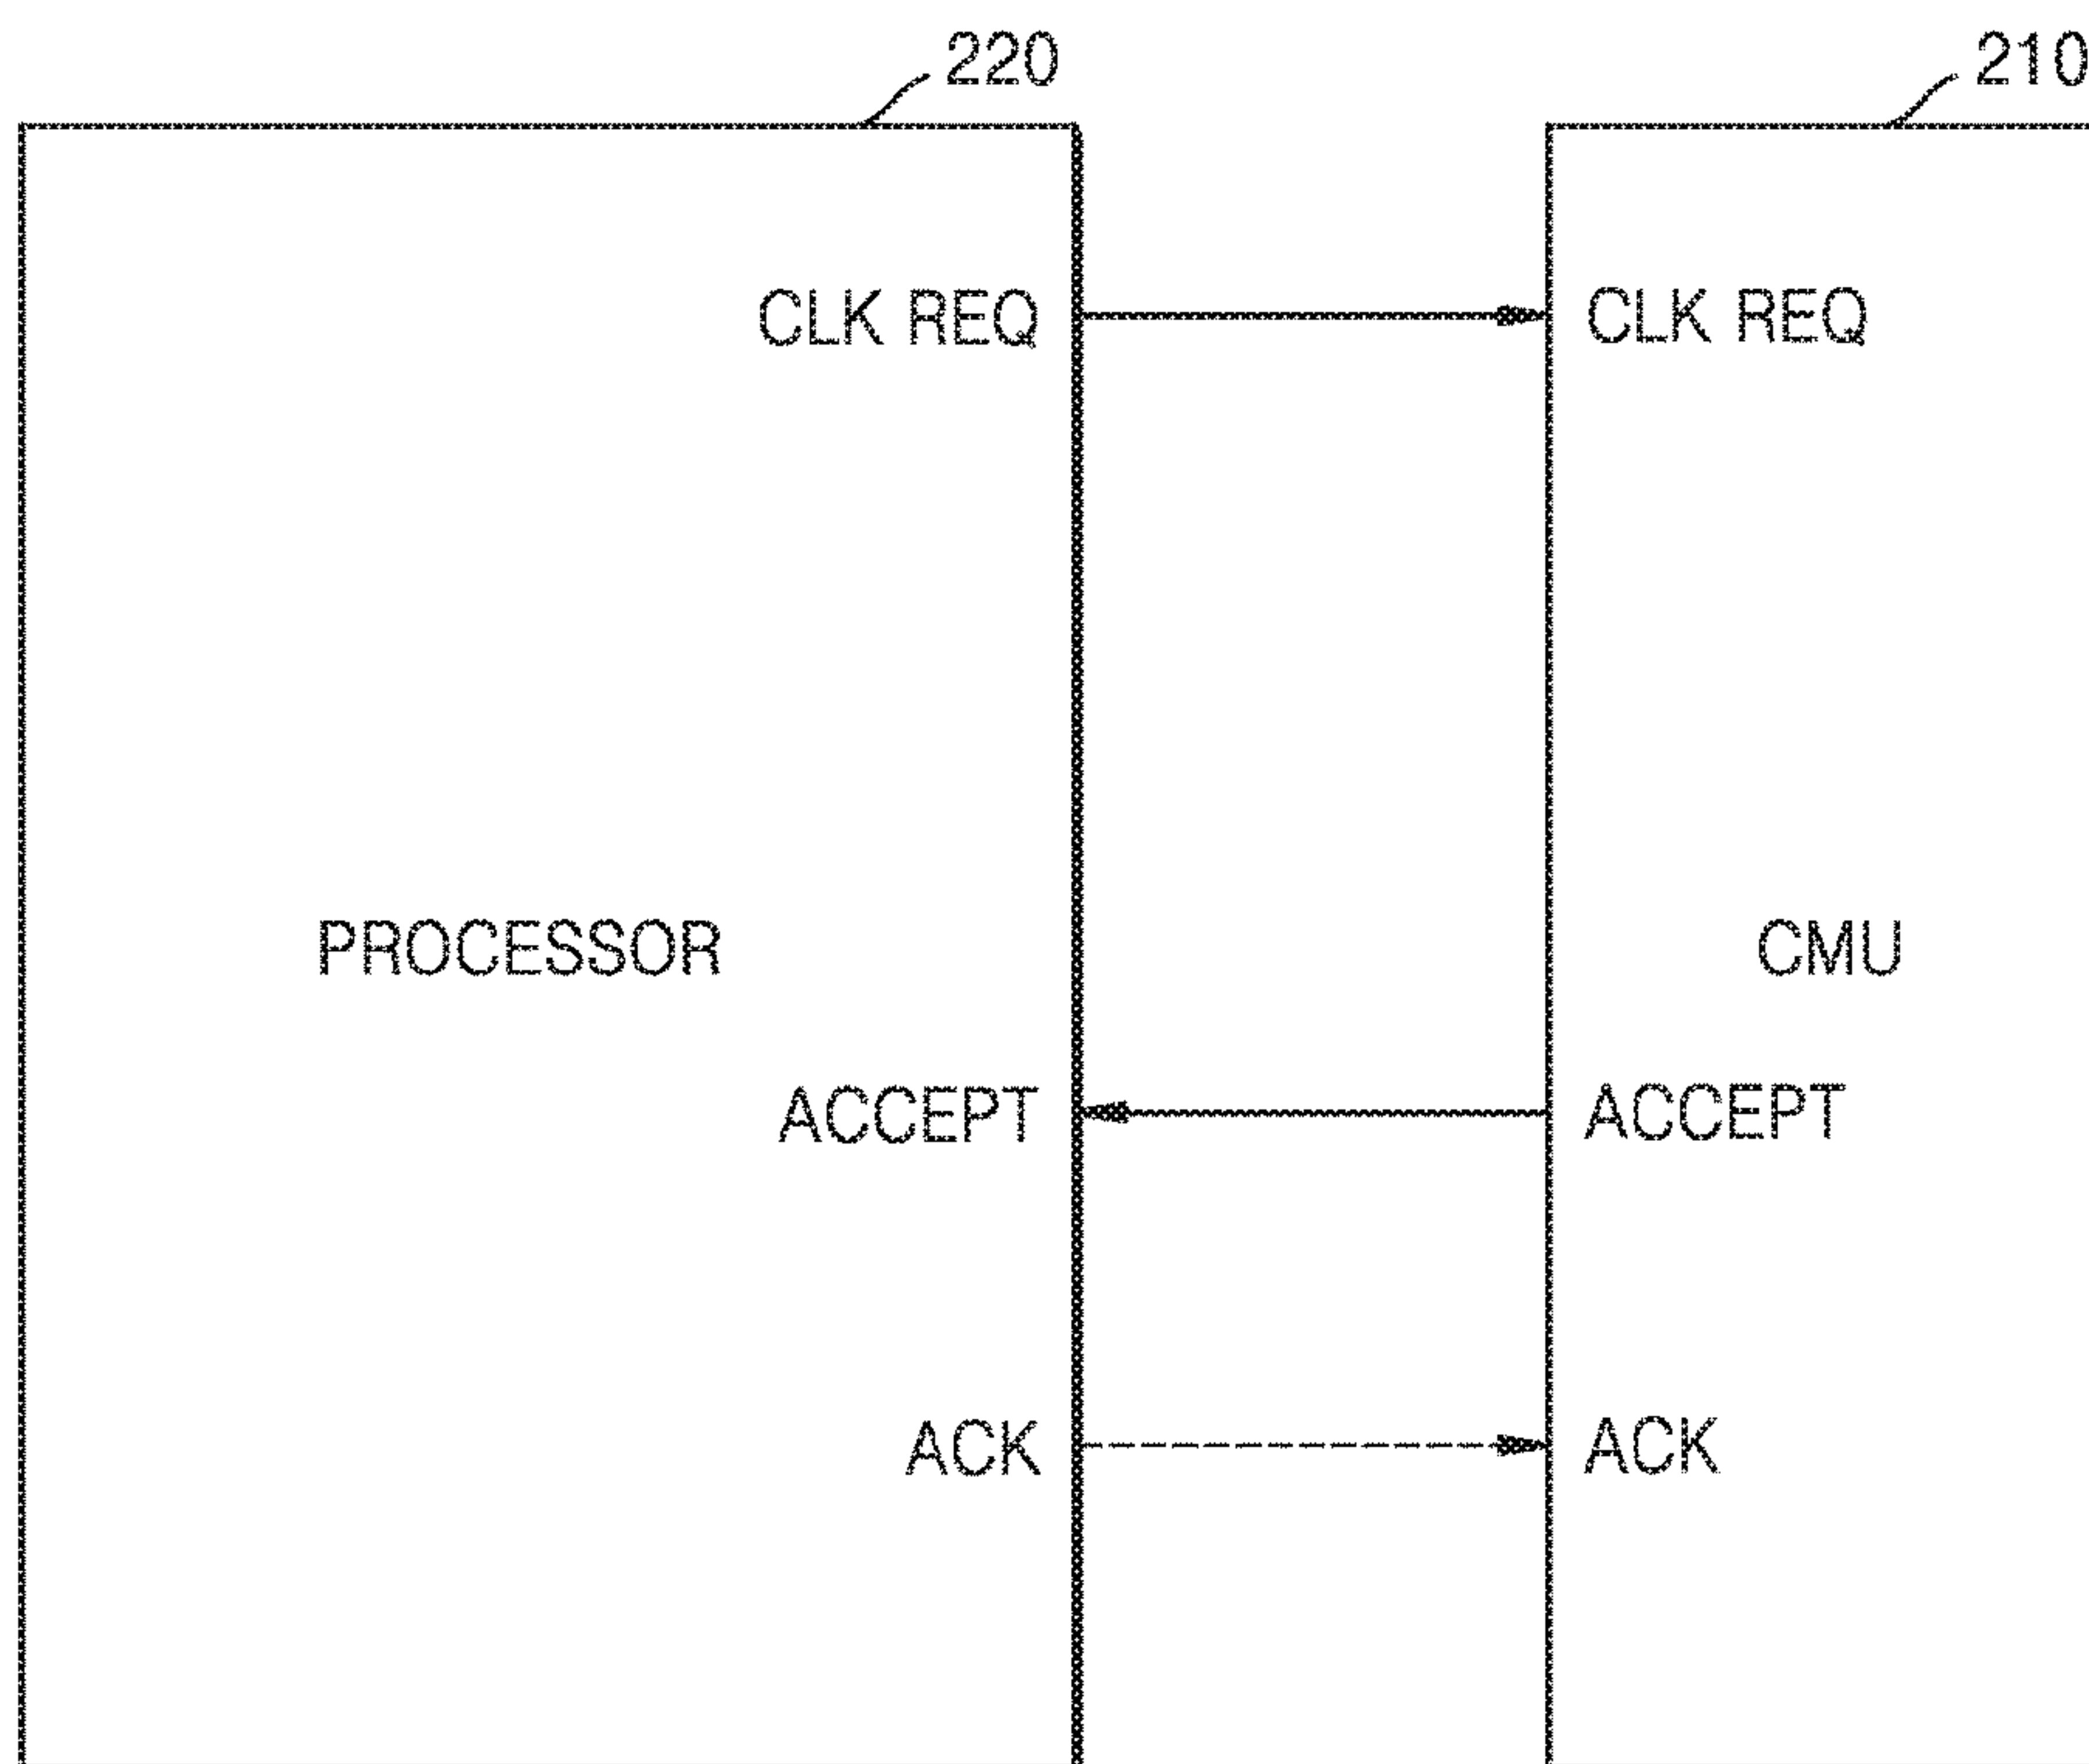 220
210
CLK REQ
CLK REQ
PROCESSOR
CMU
ACCEPT
ACCEPT
ACK
ACK